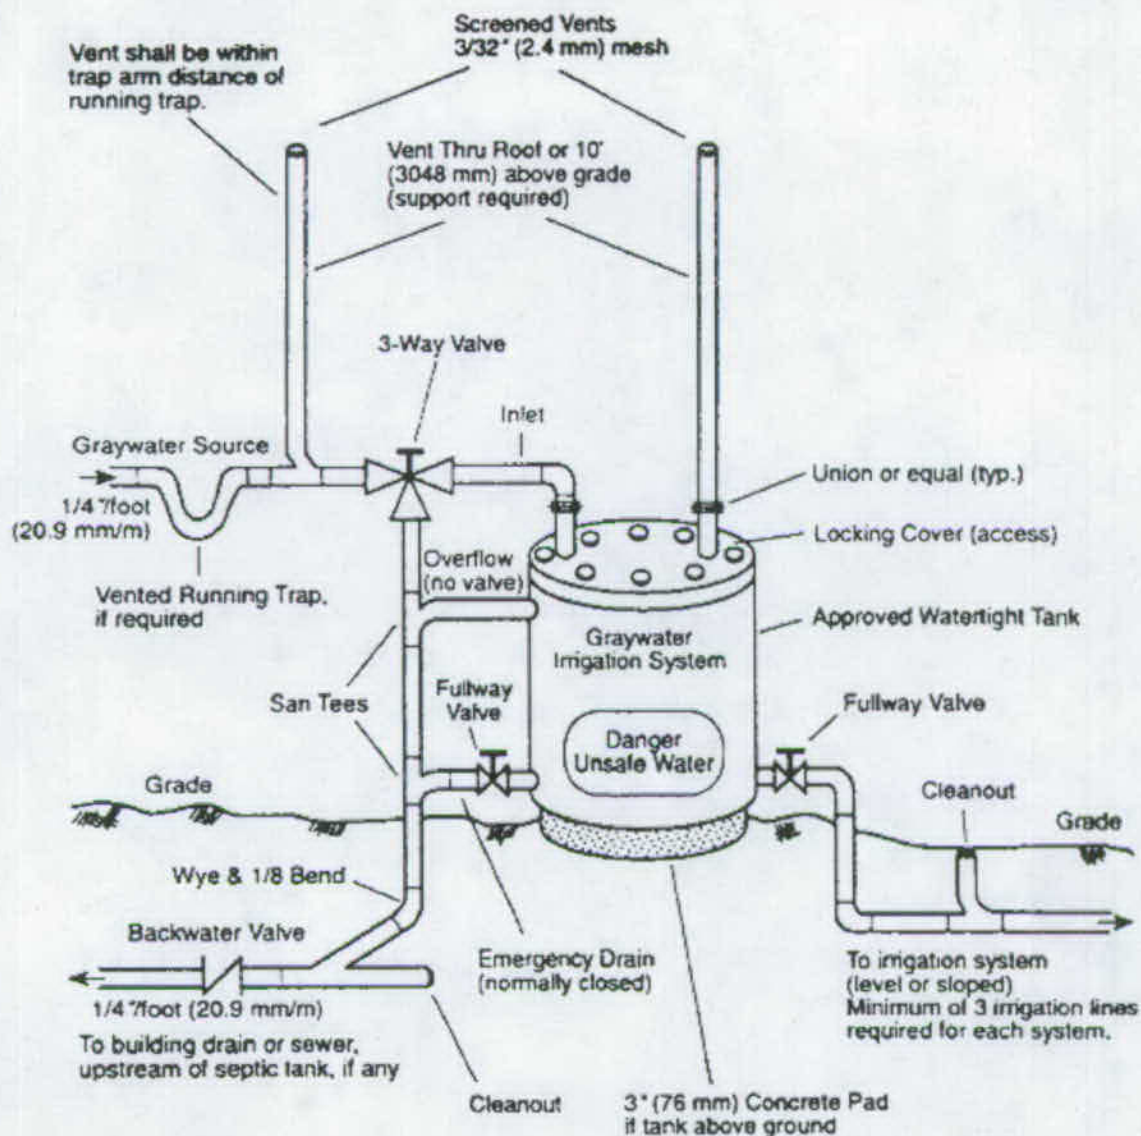 Screened Vents
3/32" (2.4 mm) mesh
Vent shall be within
trap arm distance of
running trap.
Vent Thru Roof or 10'
(3048 mm) above grade
(support required)
3-Way Valve
Inlet
Graywater Source
1/4"/foot
(20.9 mm/m)
Union or equal (typ.)
Locking Cover (access)
Overflow
(no valve)
Vented Running Trap,
if required
Approved Watertight Tank
Graywater
Irrigation System
San Tees
Fullway
Valve
Fullway Valve
Danger
Unsafe Water
Grade
Cleanout
Grade
Wye & 1/8 Bend
Backwater Valve
Emergency Drain
(normally closed)
To irrigation system
(level or sloped)
Minimum of 3 irrigation lines
required for each system.
1/4"/foot (20.9 mm/m)
To building drain or sewer,
upstream of septic tank, if any
Cleanout
3" (76 mm) Concrete Pad
if tank above ground